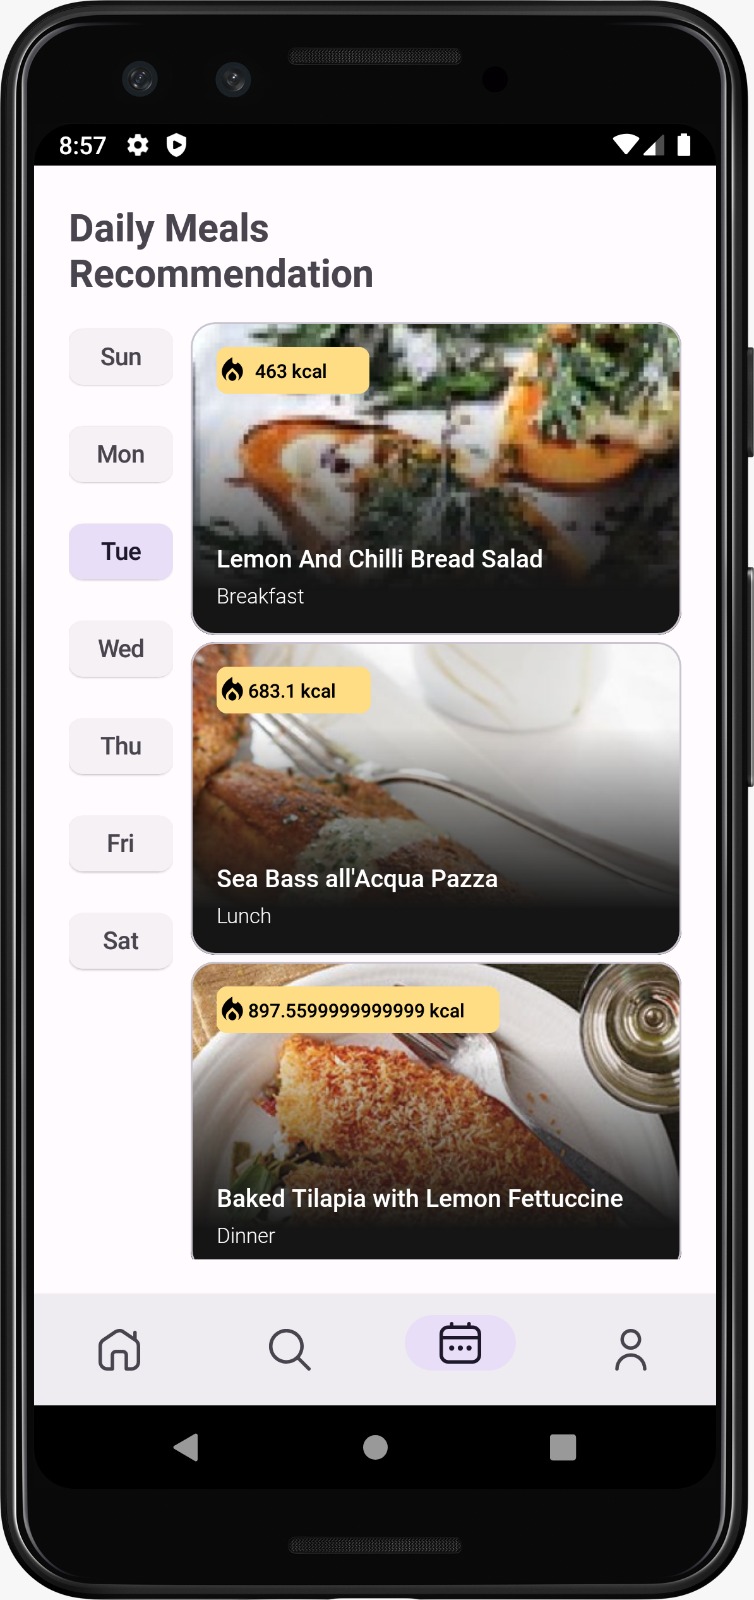 8:57
Daily Meals
Recommendation
Sun
Mon
Tue
Wed
Thu
Fri
Sat
463 kcal
Lemon And Chilli Bread Salad
Breakfast
683.1 kcal
Sea Bass all'Acqua Pazza
Lunch
897.5599999999999 kcal
Baked Tilapia with Lemon Fettuccine
Dinner